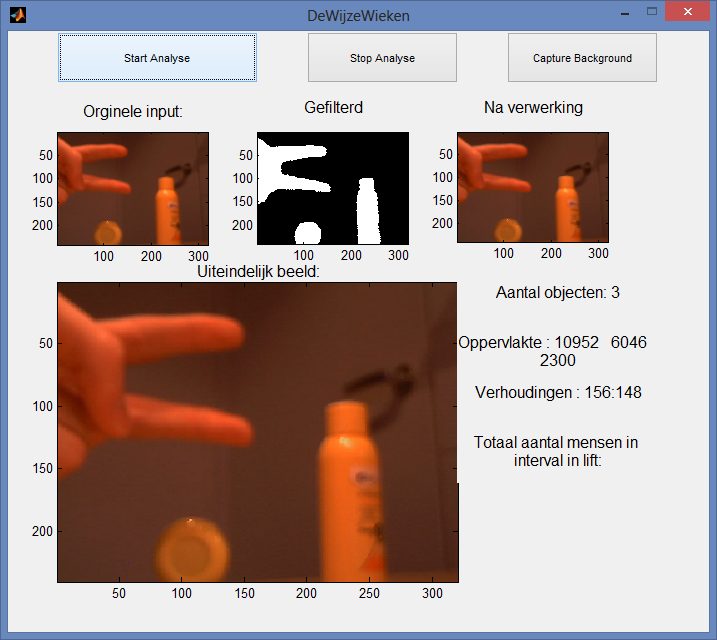 DeWijzeWieken
Start Analyse
Stop Analyse
Capture Background
Orginele input:
Gefilterd
Na verwerking
50
100
150
200
100 200 300
50
100
150
200
100 200 300
50
100
150
200
100 200 300
Uiteindelijk beeld:
50
100
150
200
50 100 150 200 250 300
Aantal objecten: 3
Oppervlakte : 10952 6046
2300
Verhoudingen : 156:148
Totaal aantal mensen in
interval in lift: